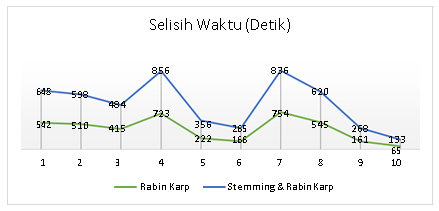 Selisih Waktu (Detik)
648 598 484 856 356 265 836 620 268 133
542 510 415 723 222 166 754 545 161 65
1 2 3 4 5 6 7 8 9 10
Rabin Karp Stemming & Rabin Karp